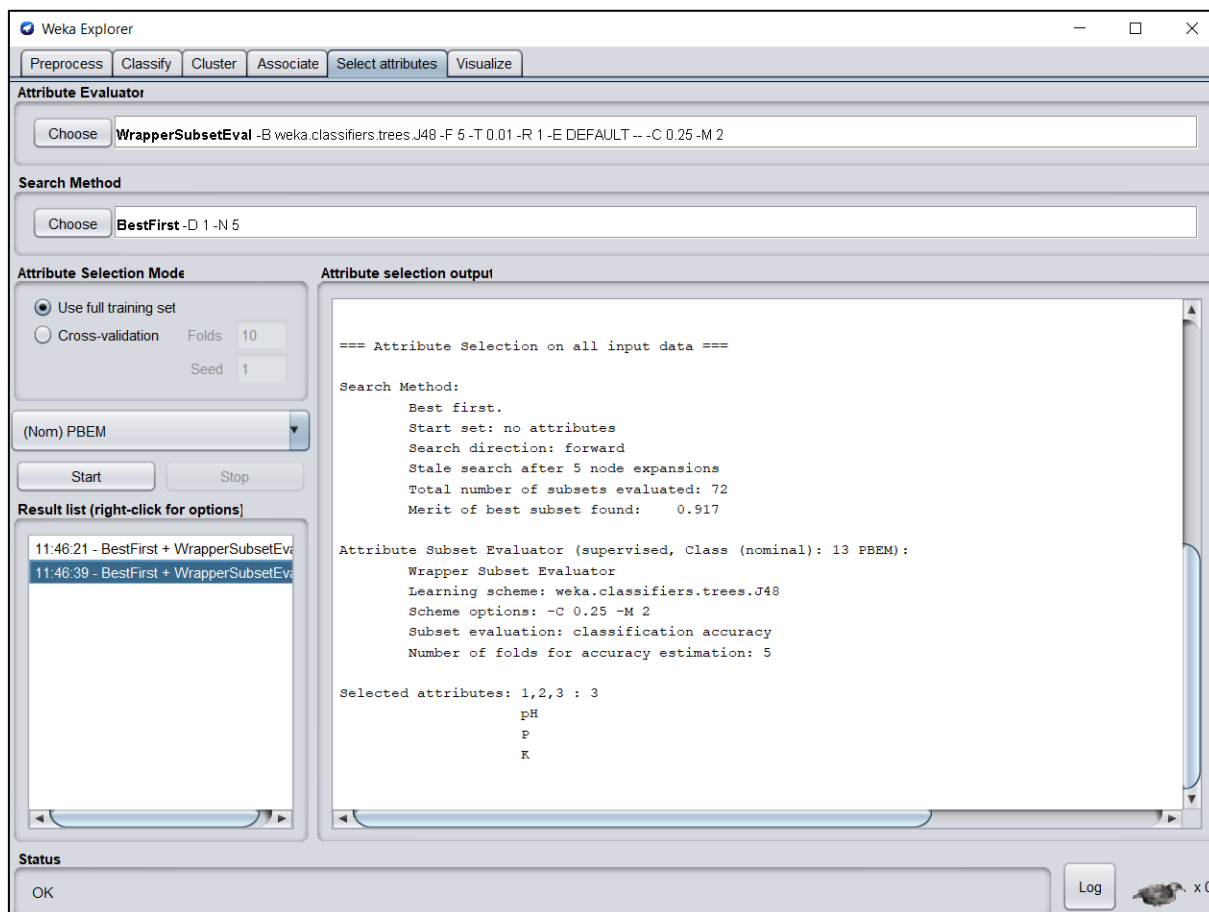 Weka Explorer
Preprocess Classify Cluster Associate Select attributes Visualize
Attribute Evaluator
Choose WrapperSubsetEval -B weka.classifiers.trees.J48 -F 5 -T 0.01 -R 1 -E DEFAULT -- -C 0.25 -M 2
Search Method
Choose BestFirst -D 1 -N 5
Attribute Selection Mode
Use full training set
Cross-validation Folds 10
Seed 1
(Nom) PBEM
Start Stop
Result list (right-click for options)
11:46:21 - BestFirst + WrapperSubsetEva
11:46:39 - BestFirst + WrapperSubsetEva
Attribute selection output
=== Attribute Selection on all input data ===
Search Method:
Best first.
Start set: no attributes
Search direction: forward
Stale search after 5 node expansions
Total number of subsets evaluated: 72
Merit of best subset found: 0.917
Attribute Subset Evaluator (supervised, Class (nominal): 13 PBEM):
Wrapper Subset Evaluator
Learning scheme: weka.classifiers.trees.J48
Scheme options: -C 0.25 -M 2
Subset evaluation: classification accuracy
Number of folds for accuracy estimation: 5
Selected attributes: 1,2,3 : 3
pH
P
K
Status
OK
Log x 0